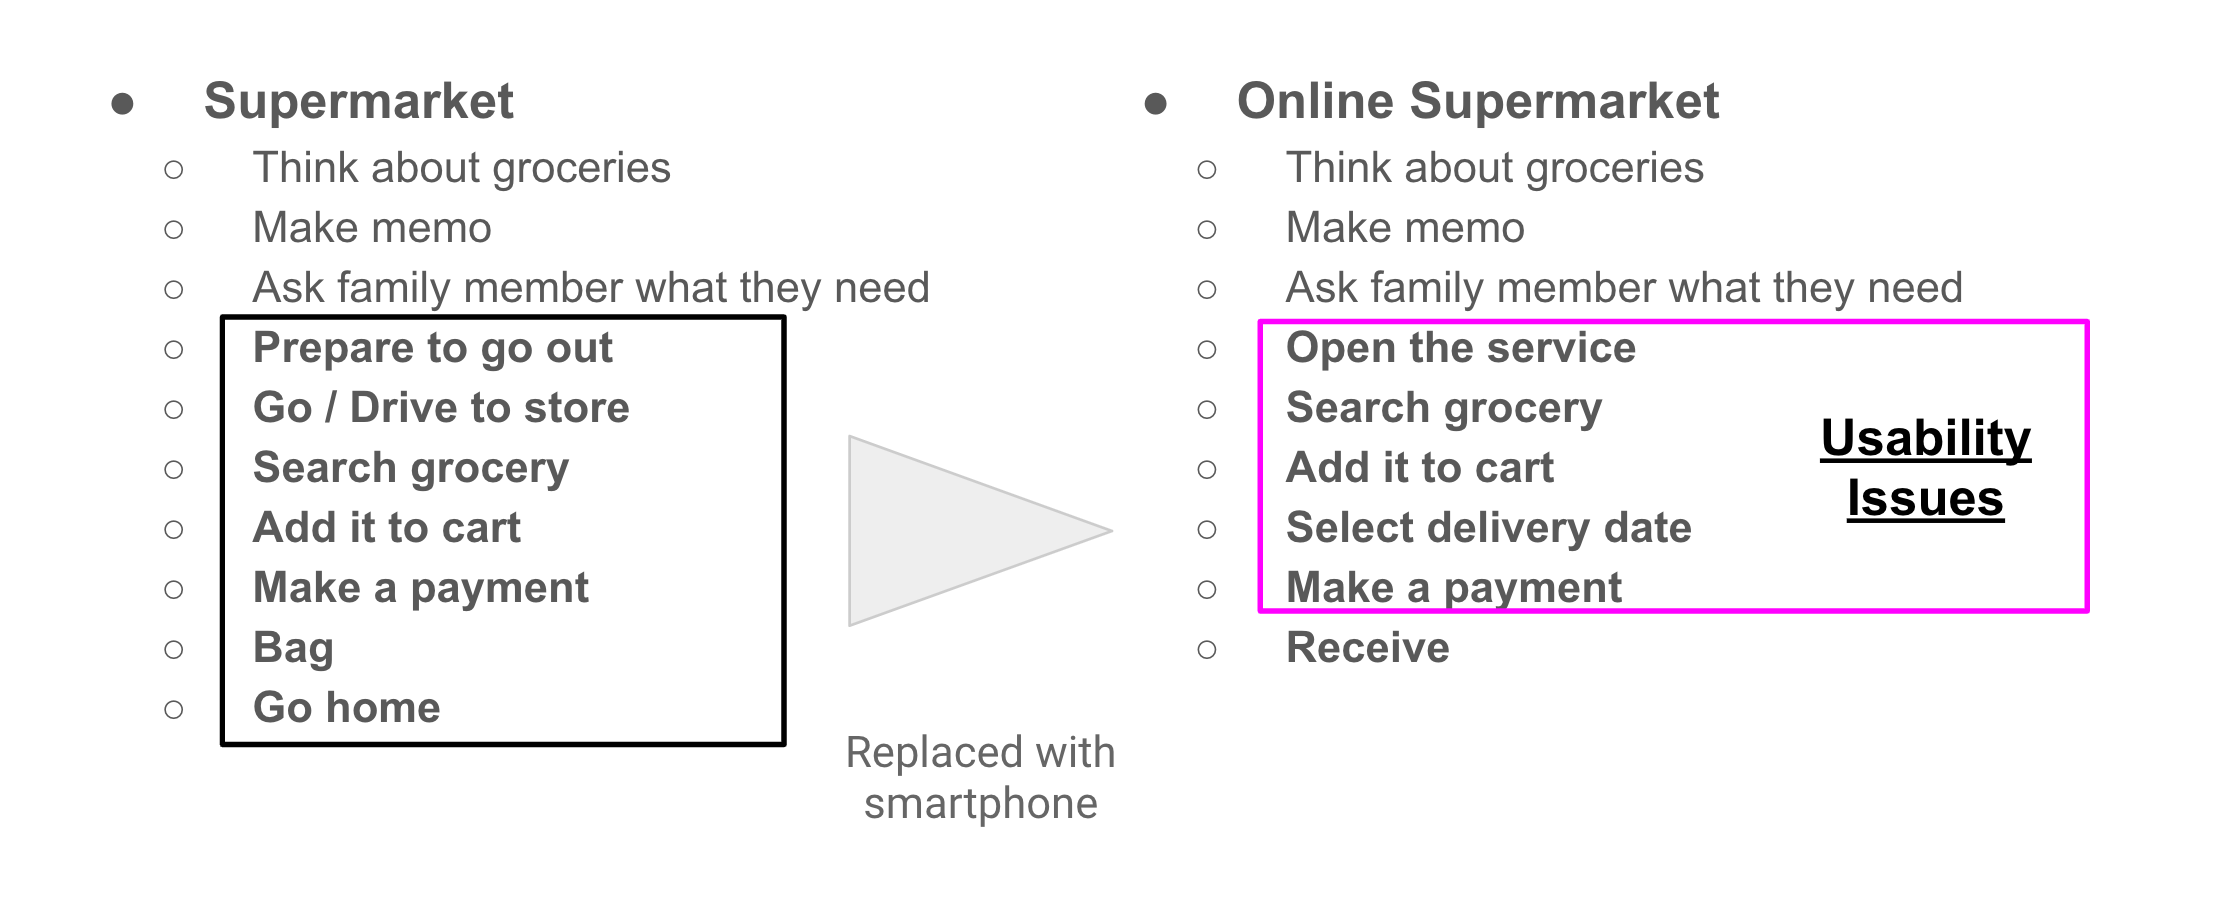 ● Supermarket
○ Think about groceries
○ Make memo
○ Ask family member what they need
○ Prepare to go out
○ Go / Drive to store
○ Search grocery
○ Add it to cart
○ Make a payment
○ Bag
○ Go home
Replaced with
smartphone
● Online Supermarket
○ Think about groceries
○ Make memo
○ Ask family member what they need
○ Open the service
○ Search grocery
○ Add it to cart
○ Select delivery date
○ Make a payment
○ Receive
Usability
Issues